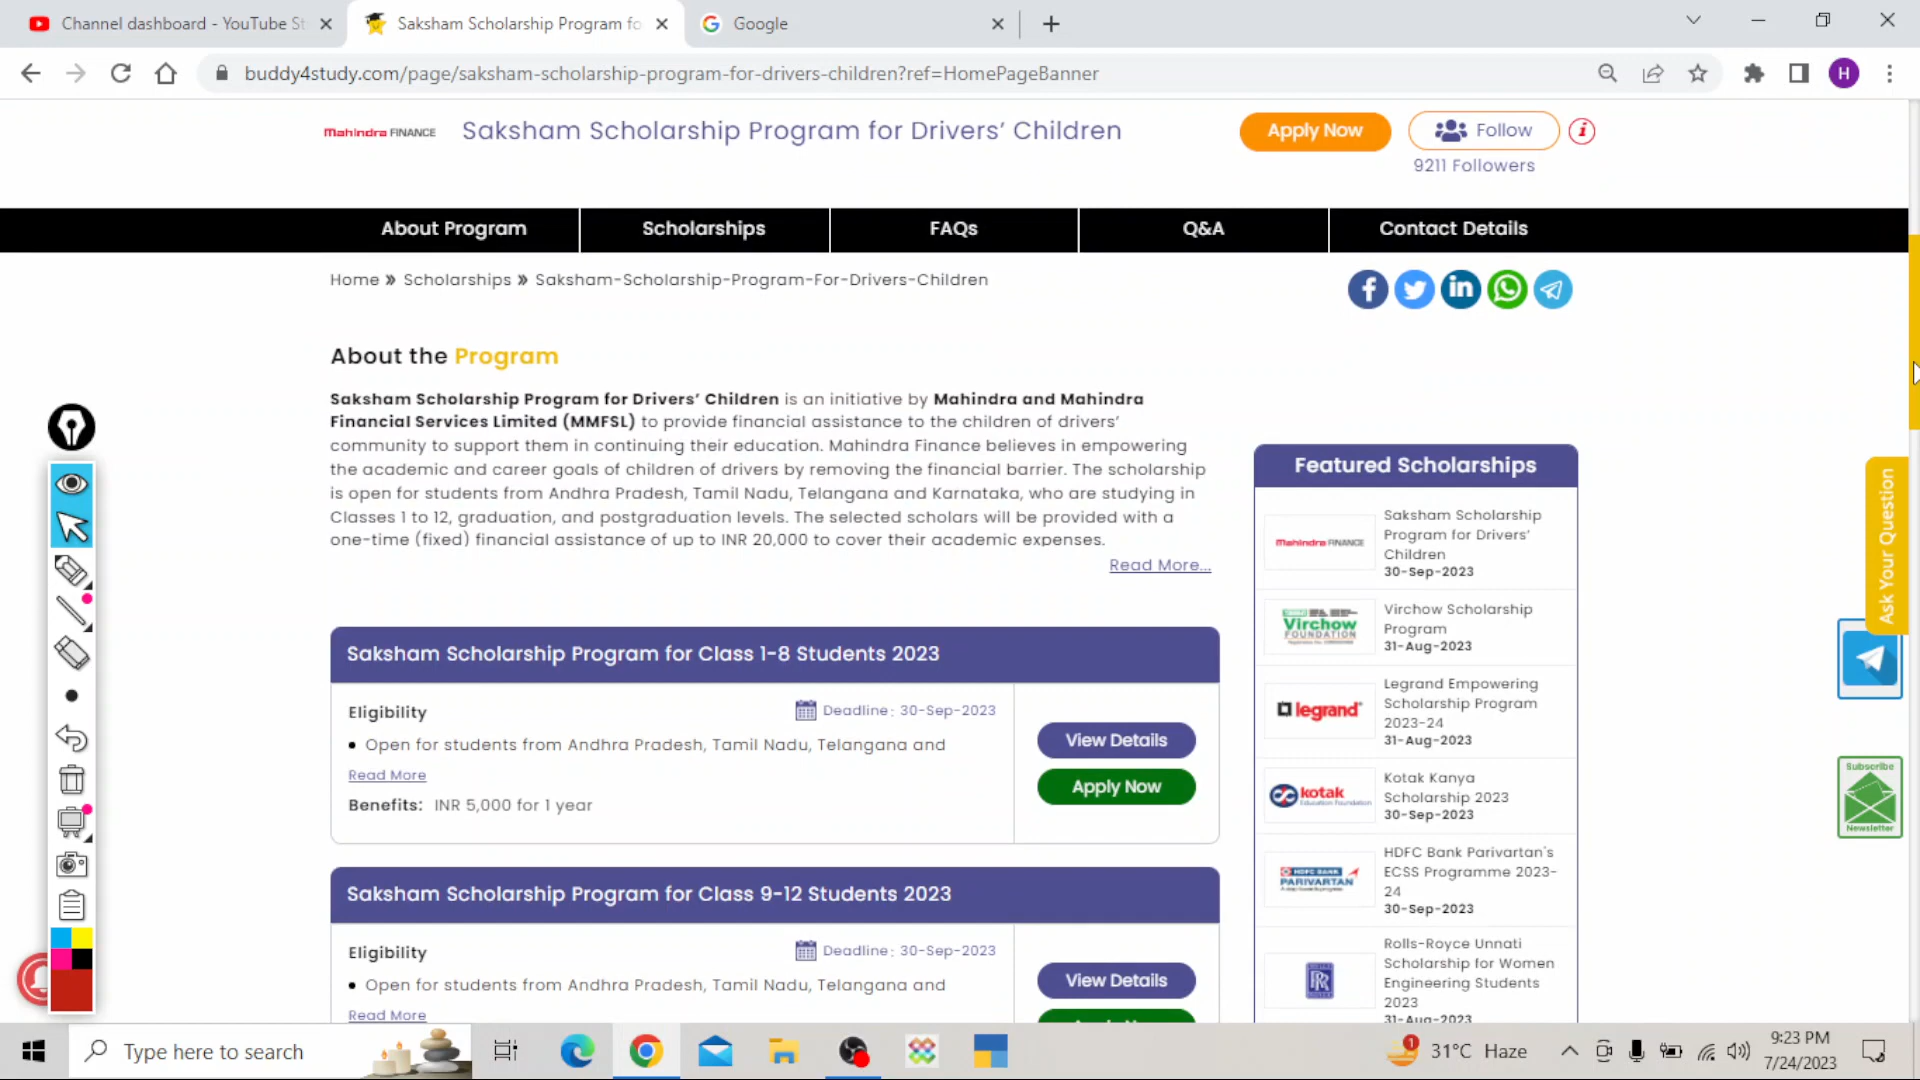 Channel dashboard - YouTube St
Saksham Scholarship Program fo
Google
buddy4study.com/page/saksham-scholarship-program-for-drivers-children?ref=HomePageBanner
H
mahindra FINANCE
Saksham Scholarship Program for Drivers’ Children
Apply Now
Follow
i
9211 Followers
About Program
Scholarships
FAQs
Q&A
Contact Details
Home » Scholarships » Saksham-Scholarship-Program-For-Drivers-Children
About the Program
Saksham Scholarship Program for Drivers’ Children is an initiative by Mahindra and Mahindra
Financial Services Limited (MMFSL) to provide financial assistance to the children of drivers’
community to support them in continuing their education. Mahindra Finance believes in empowering
the academic and career goals of children of drivers by removing the financial barrier. The scholarship
is open for students from Andhra Pradesh, Tamil Nadu, Telangana and Karnataka, who are studying in
Classes 1 to 12, graduation, and postgraduation levels. The selected scholars will be provided with a
one-time (fixed) financial assistance of up to INR 20,000 to cover their academic expenses.
Read More...
Saksham Scholarship Program for Class 1-8 Students 2023
Eligibility
Deadline: 30-Sep-2023
• Open for students from Andhra Pradesh, Tamil Nadu, Telangana and
Read More
Benefits: INR 5,000 for 1 year
View Details
Apply Now
Saksham Scholarship Program for Class 9-12 Students 2023
Eligibility
Deadline: 30-Sep-2023
• Open for students from Andhra Pradesh, Tamil Nadu, Telangana and
Read More
View Details
Featured Scholarships
mahindra FINANCE
Saksham Scholarship
Program for Drivers’
Children
30-Sep-2023
Virchow
FOUNDATION
Virchow Scholarship
Program
31-Aug-2023
legrand
Legrand Empowering
Scholarship Program
2023-24
31-Aug-2023
kotak
Education Foundation
Kotak Kanya
Scholarship 2023
30-Sep-2023
HDFC BANK
PARIVARTAN
HDFC Bank Parivartan's
ECSS Programme 2023-
24
30-Sep-2023
Rolls-Royce Unnati
Scholarship for Women
Engineering Students
2023
31-Aug-2023
Ask Your Question
Subscribe
Newsletter
Type here to search
1
31°C Haze
9:23 PM
7/24/2023